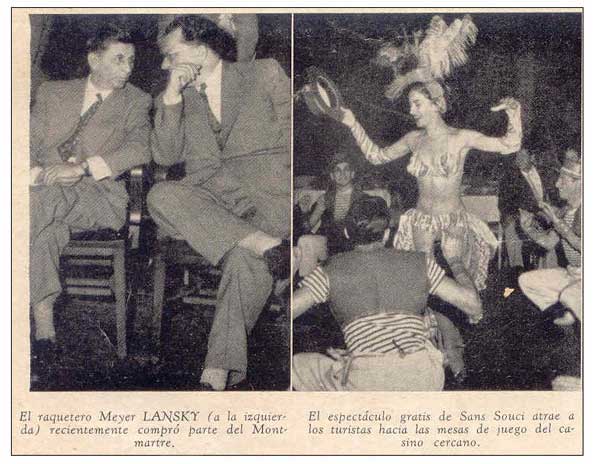 El raquetero Meyer LANSKY (a la izquier-
da) recientemente compró parte del Mont-
martre.
El espectáculo gratis de Sans Souci atrae a
los turistas hacia las mesas de juego del ca-
sino cercano.